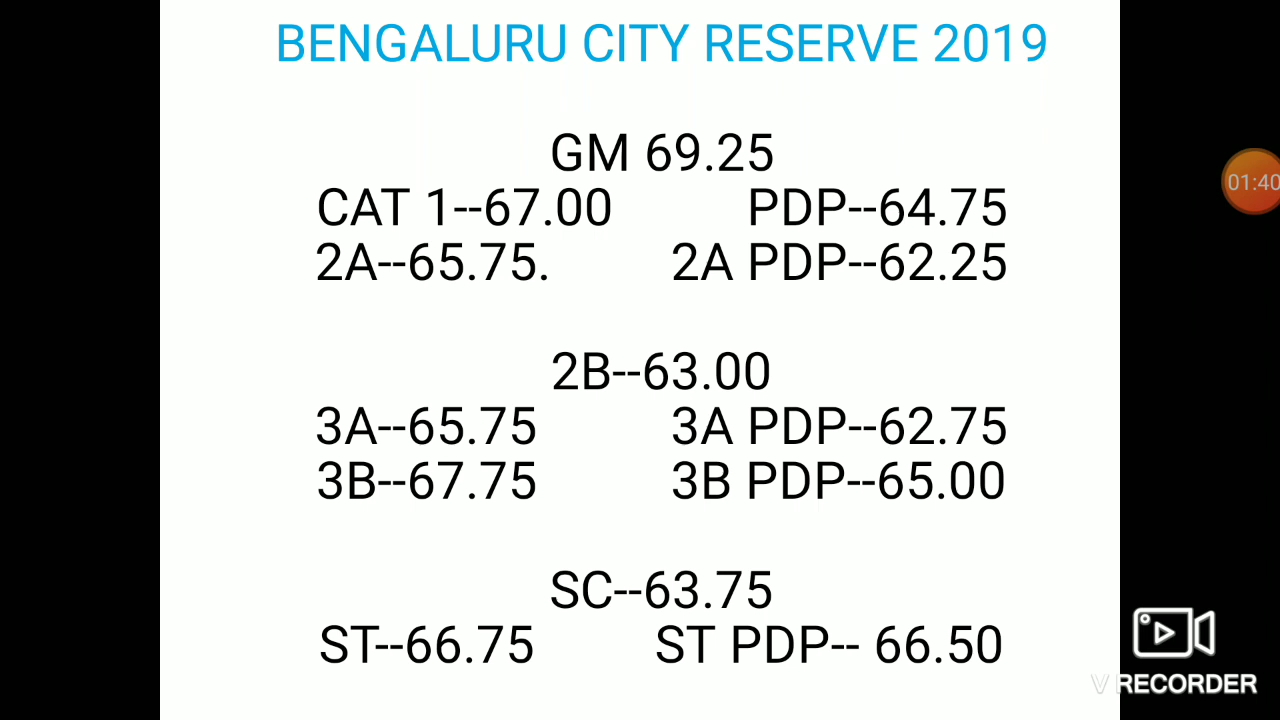 BENGALURU CITY RESERVE 2019
GM 69.25
CAT 1--67.00 PDP--64.75
2A--65.75. 2A PDP--62.25
2B--63.00
3A--65.75 3A PDP--62.75
3B--67.75 3B PDP--65.00
SC--63.75
ST--66.75 ST PDP-- 66.50
01:40
V RECORDER